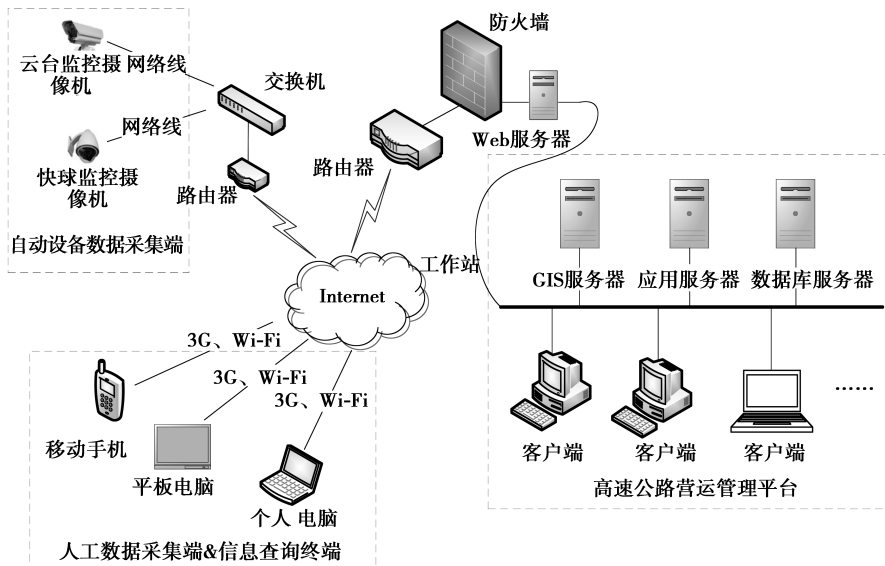 防火墙
云台监控摄 网络线
像机
交换机
网络线
Web服务器
快球监控摄
像机
路由器
路由器
自动设备数据采集端
工作站
GIS服务器 应用服务器 数据库服务器
Internet
3G、Wi-Fi
3G、Wi-Fi
3G、Wi-Fi
……
移动手机
客户端 客户端 客户端
平板电脑
高速公路营运管理平台
个人 电脑
人工数据采集端&信息查询终端